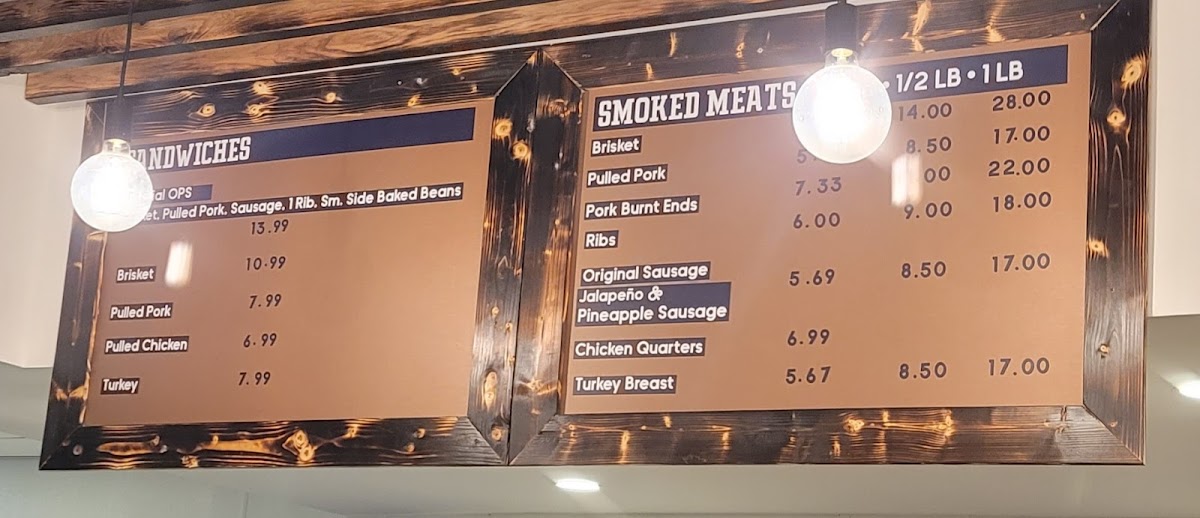 SANDWICHES
OPS
Pulled Pork, Sausage, 1 Rib, Sm. Side Baked Beans
13.99
Brisket 10.99
Pulled Pork 7.99
Pulled Chicken 6.99
Turkey 7.99
SMOKED MEATS • 1/2 LB • 1 LB
Brisket 14.00 28.00
Pulled Pork 8.50 17.00
Pork Burnt Ends 7.33 00 22.00
Ribs 6.00 9.00 18.00
Original Sausage 5.69 8.50 17.00
Jalapeño &
Pineapple Sausage
Chicken Quarters 6.99
Turkey Breast 5.67 8.50 17.00